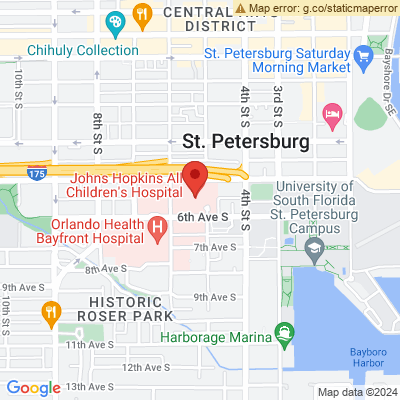 Map error: g.co/staticmaperror
CENTRAL ARTS
DISTRICT
Chihuly Collection
St. Petersburg Saturday
Morning Market
Bayshore Dr SE
10th St S
8th St S
4th St S
3rd St S
St. Petersburg
175
Johns Hopkins All
Children's Hospital
University of
South Florida
St. Petersburg
Campus
4th St S
6th Ave S
Orlando Health
Bayfront Hospital
7th Ave S
8th Ave S
HISTORIC
ROSER PARK
9th Ave S
10th St S
Harborage Marina
11th Ave S
Bayboro
Harbor
12th Ave S
13th Ave S
Google
Map data ©2024